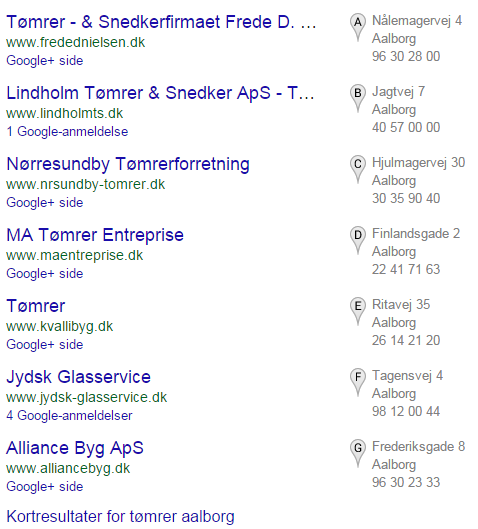 Tømrer - & Snedkerfirmaet Frede D. ...
www.fredednielsen.dk
Google+ side
A
Nålemagervej 4
Aalborg
96 30 28 00
Lindholm Tømrer & Snedker ApS - T...
www.lindholmts.dk
1 Google-anmeldelse
B
Jagtvej 7
Aalborg
40 57 00 00
Nørresundby Tømrerforretning
www.nrsundby-tomrer.dk
Google+ side
C
Hjulmagervej 30
Aalborg
30 35 90 40
MA Tømrer Entreprise
www.maentreprise.dk
Google+ side
D
Finlandsgade 2
Aalborg
22 41 71 63
Tømrer
www.kvallibyg.dk
Google+ side
E
Ritavej 35
Aalborg
26 14 21 20
Jydsk Glasservice
www.jydsk-glasservice.dk
4 Google-anmeldelser
F
Tagensvej 4
Aalborg
98 12 00 44
Alliance Byg ApS
www.alliancebyg.dk
Google+ side
G
Frederiksgade 8
Aalborg
96 30 23 33
Kortresultater for tømrer aalborg